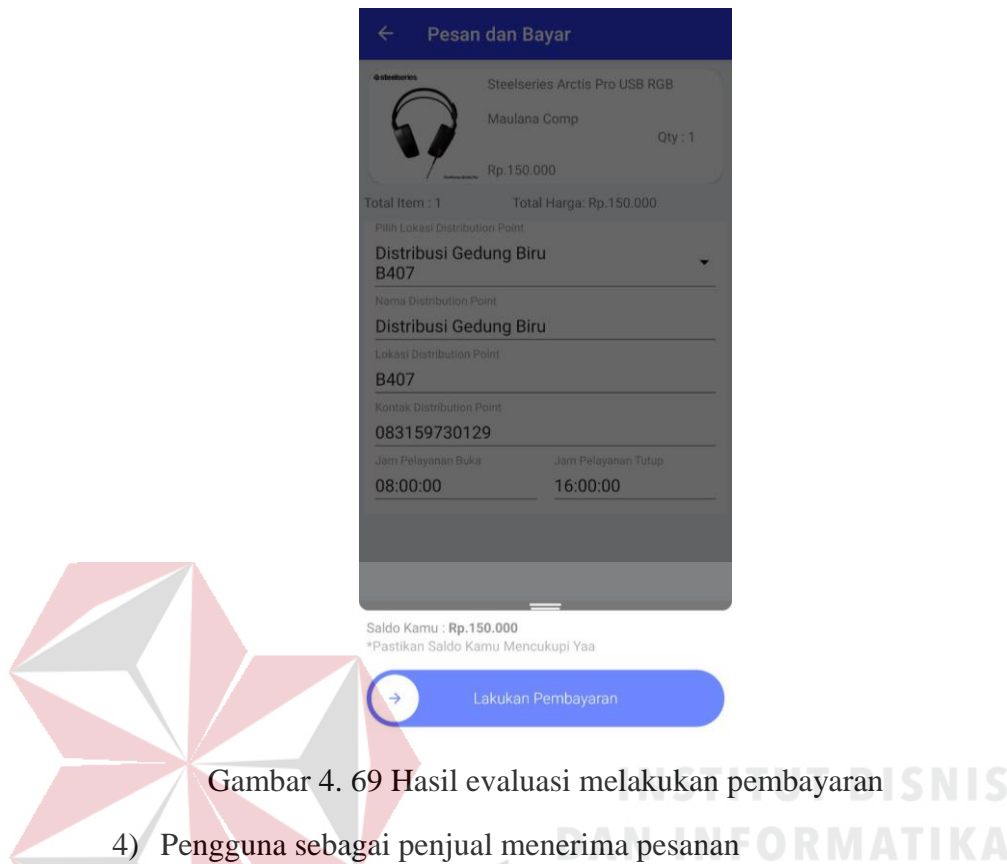 Pesan dan Bayar
steelseries
Steelseries Arctis Pro USB RGB
Maulana Comp
Qty : 1
Rp.150.000
Total Item : 1 Total Harga: Rp.150.000
Pilih Lokasi Distribution Point
Distribusi Gedung Biru
B407
Nama Distribution Point
Distribusi Gedung Biru
Lokasi Distribution Point
B407
Kontak Distribution Point
083159730129
Jam Pelayanan Buka Jam Pelayanan Tutup
08:00:00 16:00:00
Saldo Kamu : Rp.150.000
*Pastikan Saldo Kamu Mencukupi Yaa
Lakukan Pembayaran
Gambar 4. 69 Hasil evaluasi melakukan pembayaran
INSTITUT BISNIS
4) Pengguna sebagai penjual menerima pesanan
DAN INFORMATIKA